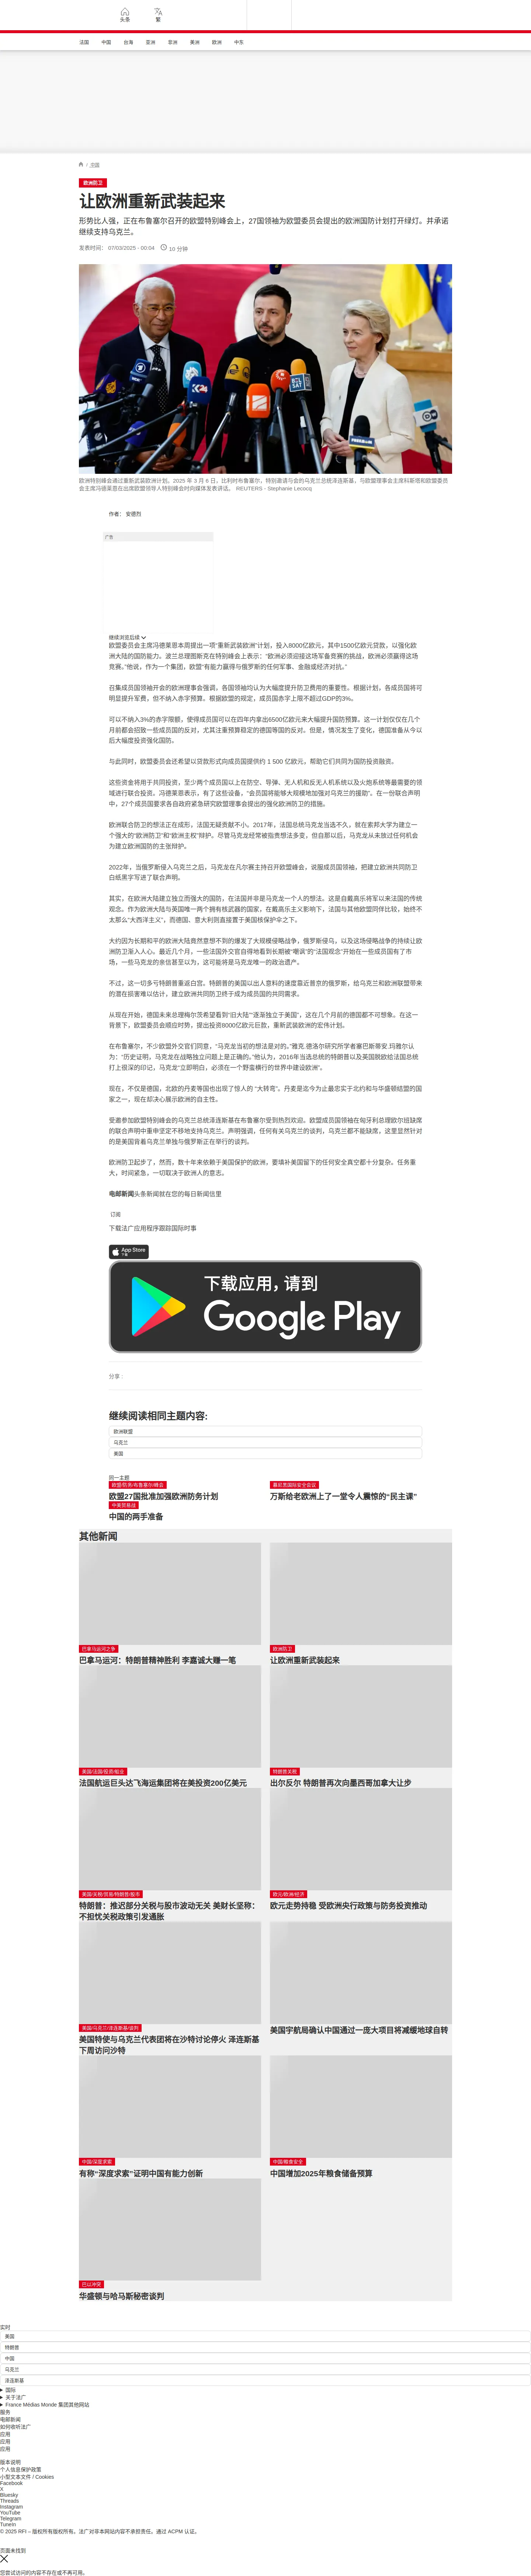 头条
繁
法国
中国
台海
亚洲
非洲
美洲
欧洲
中东
/ 法国
欧洲防卫
让欧洲重新武装起来
形势比人强，正在布鲁塞尔召开的欧盟特别峰会上，27国领袖为欧盟委员会提出的欧洲国防计划打开绿灯。并承诺
继续支持乌克兰。
发表时间： 07/03/2025 - 00:04
10 分钟
欧洲特别峰会通过重新武装欧洲计划。2025 年 3 月 6 日，比利时布鲁塞尔，特别邀请与会的乌克兰总统泽连斯基，与欧盟理事会主席科斯塔和欧盟委员
会主席冯德莱恩在出席欧盟领导人特别峰会时向媒体发表讲话。 REUTERS - Stephanie Lecocq
作者： 安德烈
广告
继续浏览后续
欧盟委员会主席冯德莱恩本周提出一项“重新武装欧洲”计划，投入8000亿欧元，其中1500亿欧元贷款，以强化欧
洲大陆的国防能力。波兰总理图斯克在特别峰会上表示：“欧洲必须迎接这场军备竞赛的挑战，欧洲必须赢得这场
竞赛。”他说，作为一个集团，欧盟“有能力赢得与俄罗斯的任何军事、金融或经济对抗。”
召集成员国领袖开会的欧洲理事会强调，各国领袖均认为大幅度提升防卫费用的重要性。根据计划，各成员国将可
明显提升军费，但不纳入赤字预算。根据欧盟的规定，成员国赤字上限不超过GDP的3%。
可以不纳入3%的赤字限额，使得成员国可以在四年内拿出6500亿欧元来大幅提升国防预算。这一计划仅仅在几个
月前都会招致一些成员国的反对，尤其注重预算稳定的德国等国的反对。但是，情况发生了变化，德国准备从今以
后大幅度投资强化国防。
与此同时，欧盟委员会还希望以贷款形式向成员国提供约 1 500 亿欧元，帮助它们共同为国防投资融资。
这些资金将用于共同投资，至少两个成员国以上在防空、导弹、无人机和反无人机系统以及火炮系统等最需要的领
域进行联合投资。冯德莱恩表示，有了这些设备，“会员国将能够大规模地加强对乌克兰的援助”。在一份联合声明
中，27个成员国要求各自政府紧急研究欧盟理事会提出的强化欧洲防卫的措施。
欧洲联合防卫的想法正在成形，法国无疑贡献不小。2017年，法国总统马克龙当选不久，就在索邦大学为建立一
个强大的“欧洲防卫”和“欧洲主权”辩护。尽管马克龙经常被指责想法多变，但自那以后，马克龙从未放过任何机会
为建立欧洲国防的主张辩护。
2022年，当俄罗斯侵入乌克兰之后，马克龙在凡尔赛主持召开欧盟峰会，说服成员国领袖，把建立欧洲共同防卫
白纸黑字写进了联合声明。
其实，在欧洲大陆建立独立而强大的国防，在法国并非是马克龙一个人的想法。这是自戴高乐将军以来法国的传统
观念。作为欧洲大陆与英国唯一两个拥有核武器的国家，在戴高乐主义影响下，法国与其他欧盟同伴比较，始终不
太那么“大西洋主义”，而德国、意大利则直接置于美国核保护伞之下。
大约因为长期和平的欧洲大陆竟然意想不到的爆发了大规模侵略战争，俄罗斯侵乌，以及这场侵略战争的持续让欧
洲防卫渐入人心。最近几个月，一些法国外交官自得地看到长期被“嘲讽”的“法国观念”开始在一些成员国有了市
场，一些马克龙的亲信甚至以为，这可能将是马克龙唯一的政治遗产。
不过，这一切多亏特朗普重返白宫。特朗普的美国以出人意料的速度靠近普京的俄罗斯，给乌克兰和欧洲联盟带来
的潜在损害难以估计，建立欧洲共同防卫终于成为成员国的共同需求。
从现在开始，德国未来总理梅尔茨希望看到“旧大陆”“逐渐独立于美国”，这在几个月前的德国都不可想象。在这一
背景下，欧盟委员会顺应时势，提出投资8000亿欧元巨款，重新武装欧洲的宏伟计划。
在布鲁塞尔，不少欧盟外交官们同意，“马克龙当初的想法是对的。”雅克.德洛尔研究所学者塞巴斯蒂安.玛雅尔认
为：“历史证明，马克龙在战略独立问题上是正确的。”他认为，2016年当选总统的特朗普以及英国脱欧给法国总统
打上很深的印记，马克龙“立即明白，必须在一个野蛮横行的世界中建设欧洲”。
现在，不仅是德国，北欧的丹麦等国也出现了惊人的 “大转弯”。丹麦是迄今为止最忠实于北约和与华盛顿结盟的国
家之一，现在却决心展示欧洲的自主性。
受邀参加欧盟特别峰会的乌克兰总统泽连斯基在布鲁塞尔受到热烈欢迎。欧盟成员国领袖在匈牙利总理欧尔班缺席
的联合声明中重申坚定不移地支持乌克兰。声明强调，任何有关乌克兰的谈判，乌克兰都不能缺席，这里显然针对
的是美国背着乌克兰单独与俄罗斯正在举行的谈判。
欧洲防卫起步了，然而，数十年来依赖于美国保护的欧洲，要填补美国留下的任何安全真空都十分复杂。任务重
大，时间紧急，一切取决于欧洲人的意志。
电邮新闻头条新闻就在您的每日新闻信里
订阅
下载法广应用程序跟踪国际时事
App Store
下载
下载应用，请到
Google Play
分享 :
继续阅读相同主题内容:
欧洲联盟
乌克兰
美国
同一主题
欧盟/防务/布鲁塞尔/峰会
欧盟27国批准加强欧洲防务计划
慕尼黑国际安全会议
万斯给老欧洲上了一堂令人震惊的“民主课”
中美贸易战
中国的两手准备
其他新闻
巴拿马运河之争
巴拿马运河：特朗普精神胜利 李嘉诚大赚一笔
欧洲防卫
让欧洲重新武装起来
美国/法国/投资/船业
法国航运巨头达飞海运集团将在美投资200亿美元
特朗普关税
出尔反尔 特朗普再次向墨西哥加拿大让步
美国/关税/贸易/特朗普/股市
特朗普：推迟部分关税与股市波动无关 美财长坚称：
不担忧关税政策引发通胀
欧元/欧洲/经济
欧元走势持稳 受欧洲央行政策与防务投资推动
美国/乌克兰/泽连斯基/谈判
美国特使与乌克兰代表团将在沙特讨论停火 泽连斯基
下周访问沙特
美国宇航局确认中国通过一庞大项目将减缓地球自转
中国/深度求索
有称“深度求索”证明中国有能力创新
中国/粮食安全
中国增加2025年粮食储备预算
巴以冲突
华盛顿与哈马斯秘密谈判
实时
美国
特朗普
中国
乌克兰
泽连斯基
国际
关于法广
France Médias Monde 集团其他网站
服务
电邮新闻
如何收听法广
应用
应用
应用
版本说明
个人信息保护政策
小型文本文件 / Cookies
Facebook
X
Bluesky
Threads
Instagram
YouTube
Telegram
TuneIn
© 2025 RFI – 版权所有版权所有。法广对非本网站内容不承担责任。通过 ACPM 认证。
页面未找到
您尝试访问的内容不存在或不再可用。